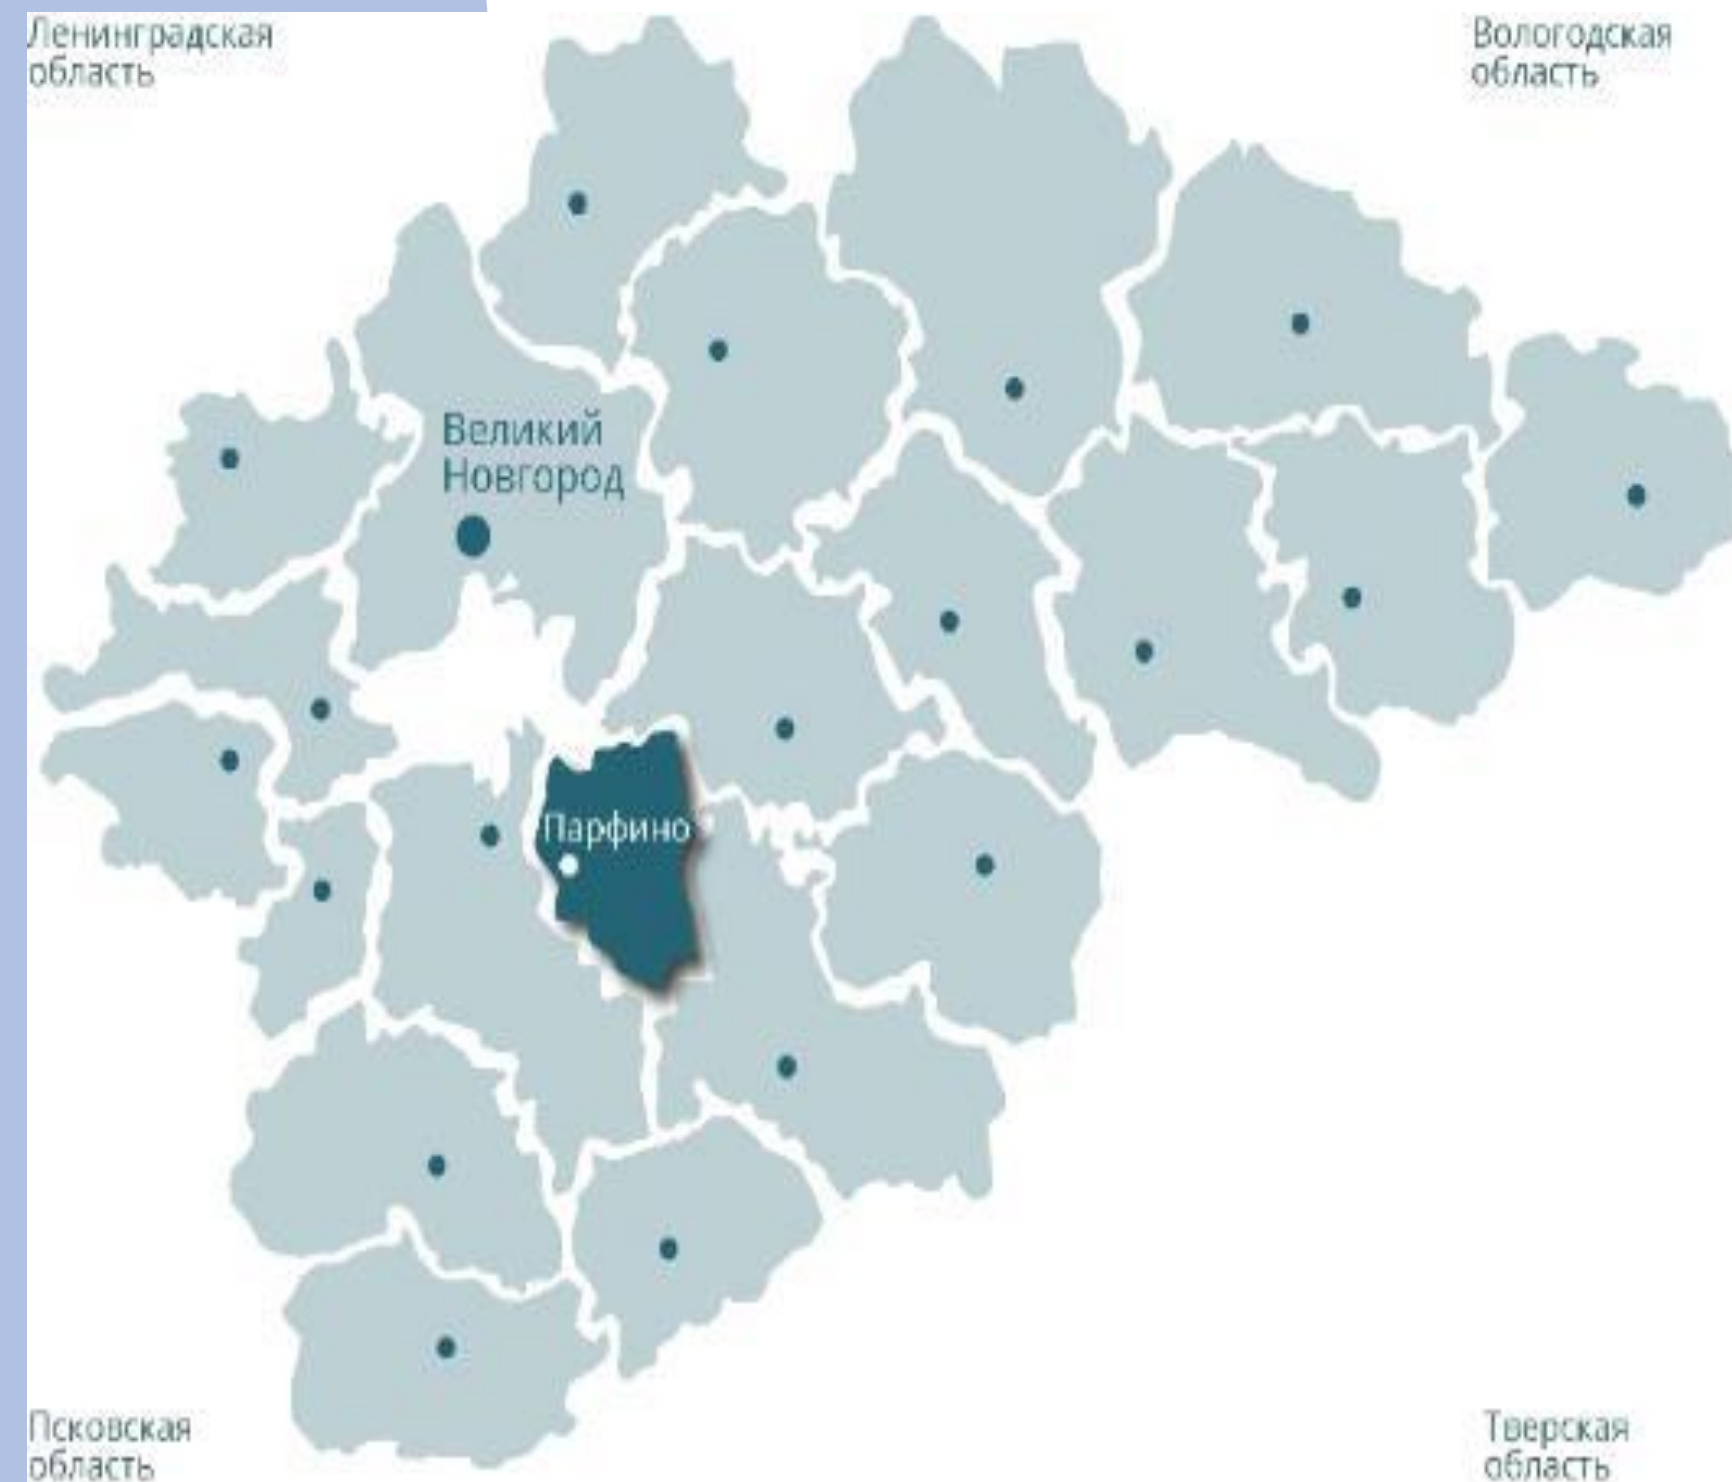 Ленинградская
область
Вологодская
область
Великий
Новгород
Парфино
Псковская
область
Тверская
область